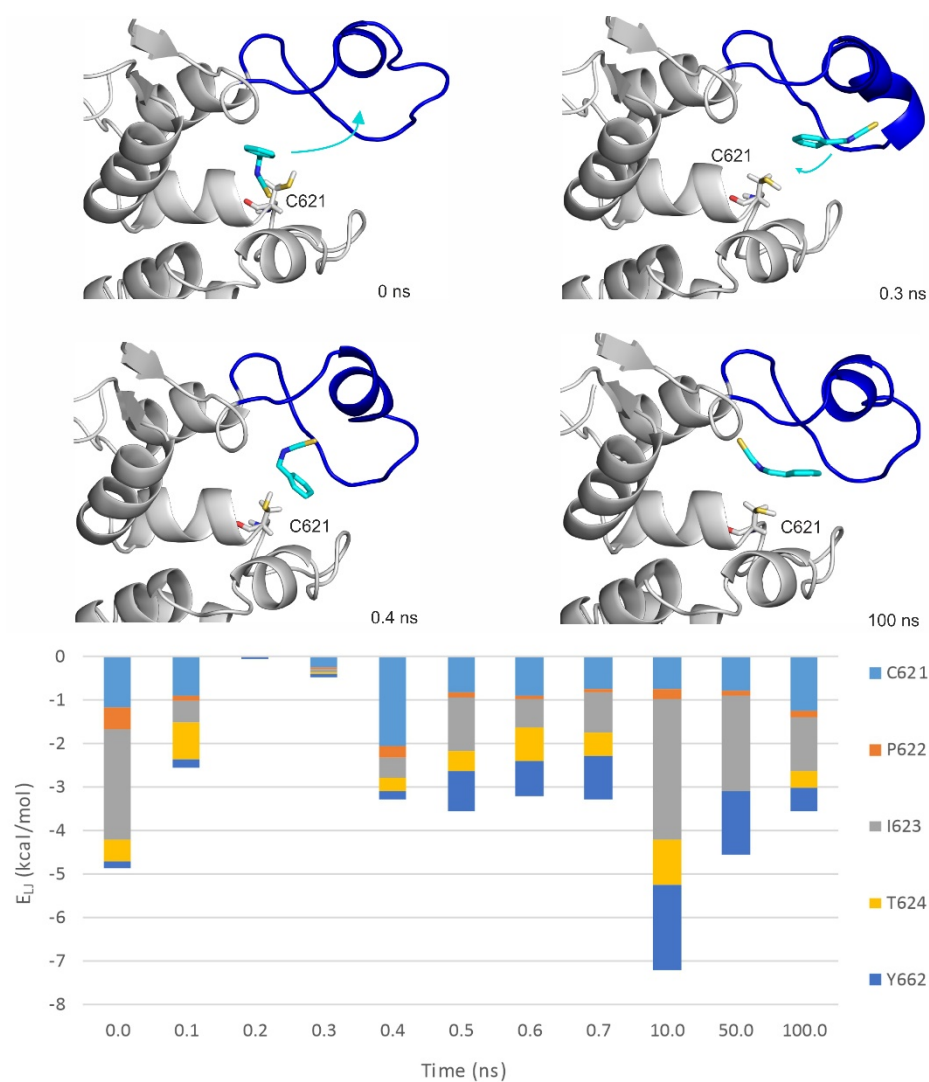 C621
0 ns
C621
0.3 ns
C621
0.4 ns
C621
100 ns
E_LJ (kcal/mol)
0
-1
-2
-3
-4
-5
-6
-7
-8
0.0 0.1 0.2 0.3 0.4 0.5 0.6 0.7 10.0 50.0 100.0
Time (ns)
C621
P622
I623
T624
Y662